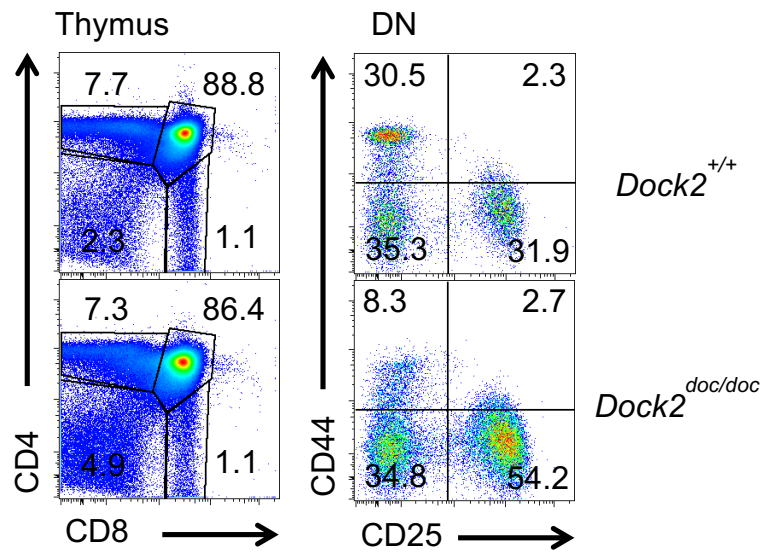 Thymus
DN
7.7
88.8
2.3
1.1
30.5
2.3
35.3
31.9
Dock2+/+
7.3
86.4
4.9
1.1
8.3
2.7
34.8
54.2
Dock2doc/doc
CD4
CD8
CD44
CD25